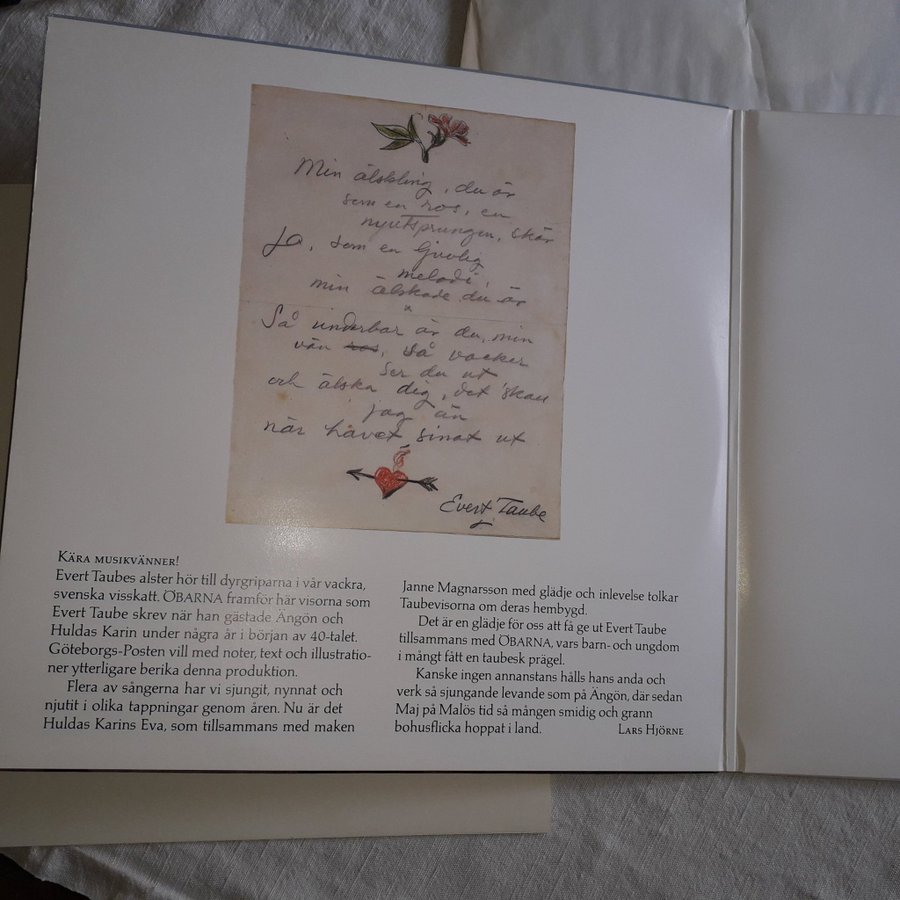 Min älskling, du är
som en ros, en
nyutsprungen, skär
Ja, som en ljuvlig
melodi,
min älskade du är
x
Så underbar är du, min
vän ros, så vacker
ser du ut
och älska dig, det skall
jag än
när havet sinat ut
Evert Taube
KÄRA MUSIKVÄNNER!
Evert Taubes alster hör till dyrgriparna i vår vackra,
svenska visskatt. ÖBARNA framför här visorna som
Evert Taube skrev när han gästade Ängön och
Huldas Karin under några år i början av 40-talet.
Göteborgs-Posten vill med noter, text och illustratio-
ner ytterligare berika denna produktion.
Flera av sångerna har vi sjungit, nynnat och
njutit i olika tappningar genom åren. Nu är det
Huldas Karins Eva, som tillsammans med maken
Janne Magnarsson med glädje och inlevelse tolkar
Taubevisorna om deras hembygd.
Det är en glädje för oss att få ge ut Evert Taube
tillsammans med ÖBARNA, vars barn- och ungdom
i mångt fått en taubesk prägel.
Kanske ingen annanstans hålls hans anda och
verk så sjungande levande som på Ängön, där sedan
Maj på Malös tid så mången smidig och grann
bohusflicka hoppat i land. LARS HJÖRNE